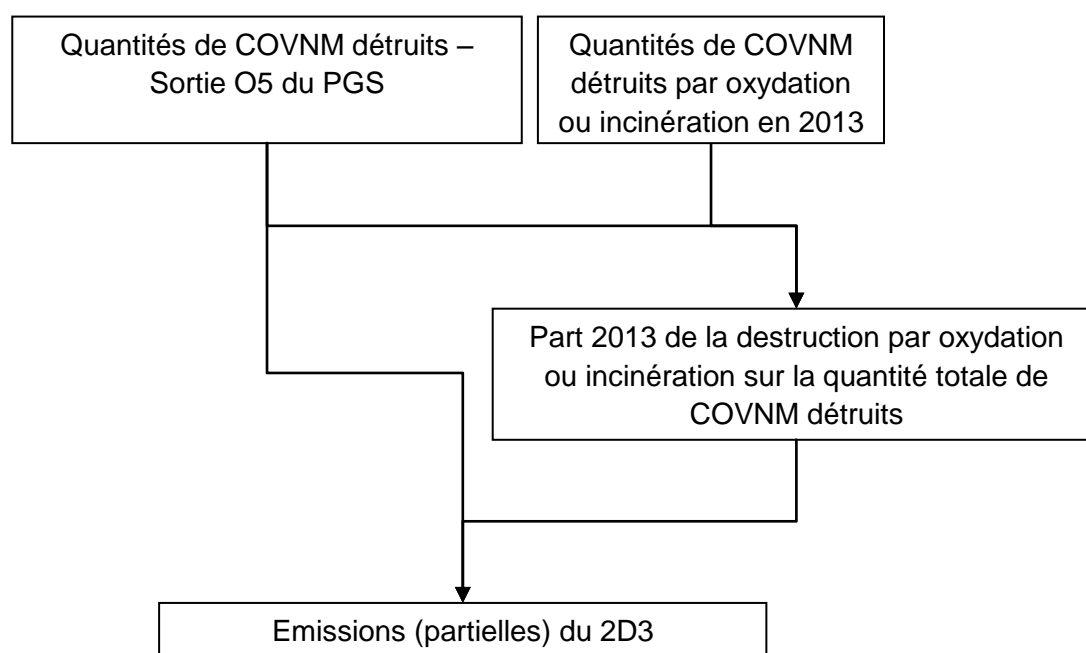 Quantités de COVNM détruits –
Sortie O5 du PGS
Quantités de COVNM
détruits par oxydation
ou incinération en 2013
Part 2013 de la destruction par oxydation
ou incinération sur la quantité totale de
COVNM détruits
Emissions (partielles) du 2D3